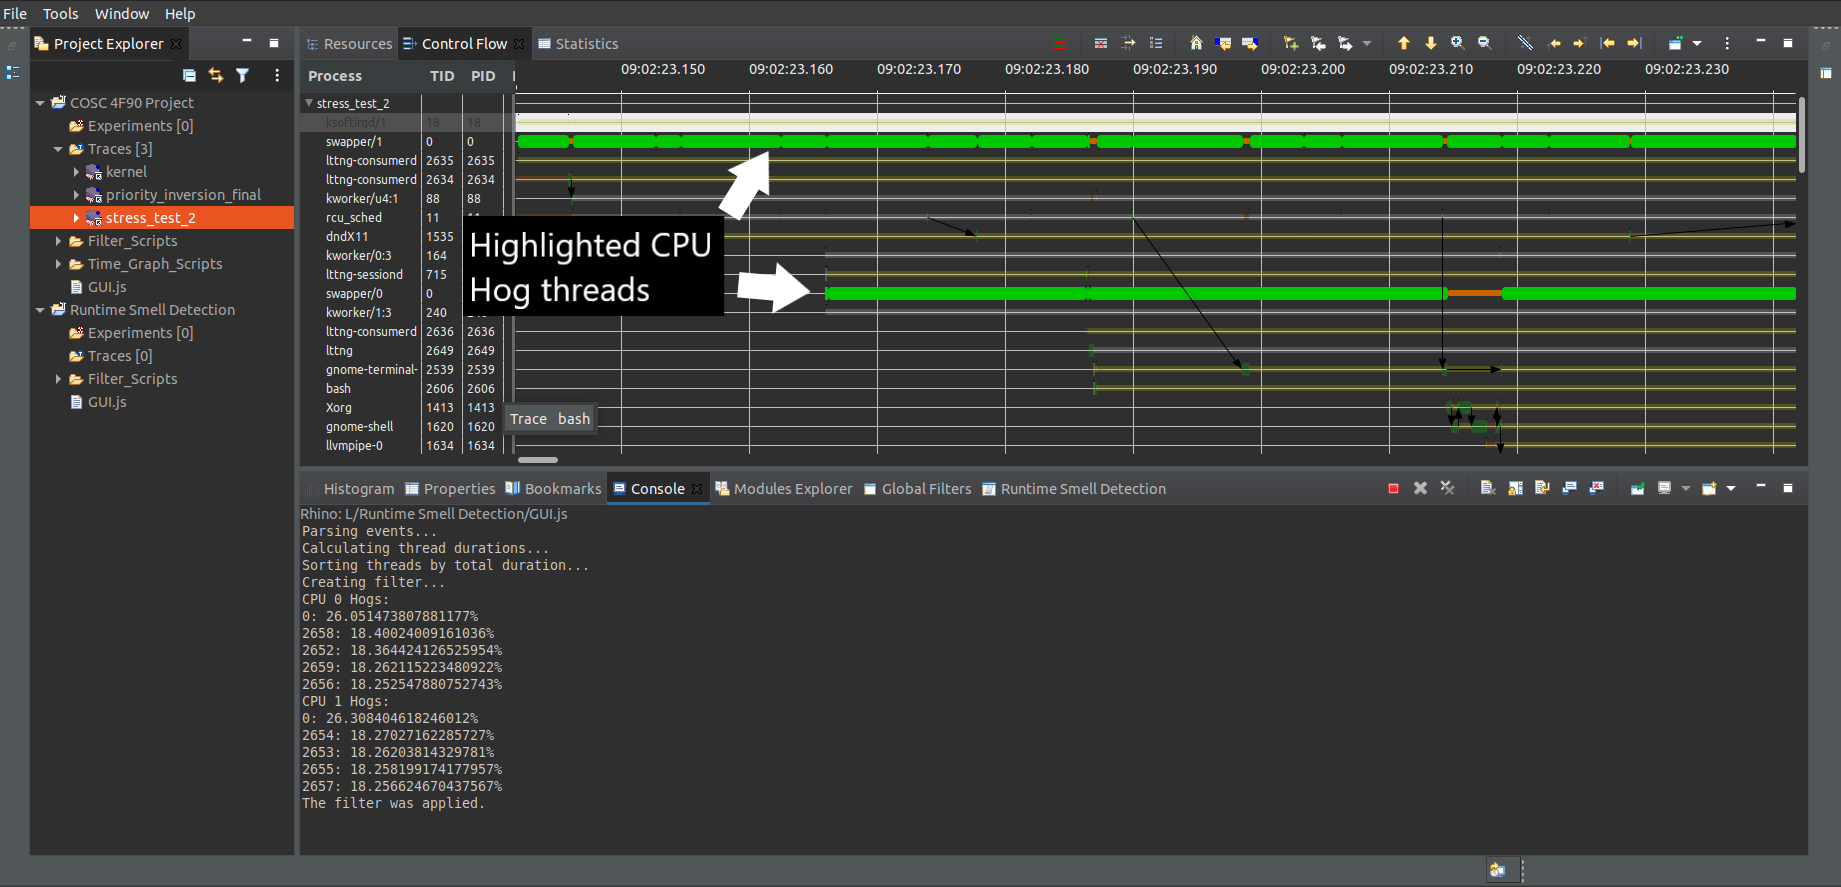 File Tools Window Help
Project Explorer
COSC 4F90 Project
Experiments [0]
Traces [3]
kernel
priority_inversion_final
stress_test_2
Filter_Scripts
Time_Graph_Scripts
GUI.js
Runtime Smell Detection
Experiments [0]
Traces [0]
Filter_Scripts
GUI.js
Resources Control Flow Statistics
Process TID PID
09:02:23.150 09:02:23.160 09:02:23.170 09:02:23.180 09:02:23.190 09:02:23.200 09:02:23.210 09:02:23.220 09:02:23.230
stress_test_2
ksoftirqd/1 18 18
swapper/1 0 0
lttng-consumerd 2635 2635
lttng-consumerd 2634 2634
kworker/u4:1 88 88
rcu_sched 11 11
dndX11 1535
kworker/0:3 164
lttng-sessiond 715
swapper/0 0
kworker/1:3 240
lttng-consumerd 2636 2636
lttng 2649 2649
gnome-terminal- 2539 2539
bash 2606 2606
Xorg 1413 1413
gnome-shell 1620 1620
llvmpipe-0 1634 1634
Highlighted CPU
Hog threads
Trace bash
Histogram Properties Bookmarks Console Modules Explorer Global Filters Runtime Smell Detection
Rhino: L/Runtime Smell Detection/GUI.js
Parsing events...
Calculating thread durations...
Sorting threads by total duration...
Creating filter...
CPU 0 Hogs:
0: 26.051473807881177%
2658: 18.40024009161036%
2652: 18.364424126525954%
2659: 18.262115223480922%
2656: 18.252547880752743%
CPU 1 Hogs:
0: 26.308404618246012%
2654: 18.27027162285727%
2653: 18.26203814329781%
2655: 18.258199174177957%
2657: 18.256624670437567%
The filter was applied.